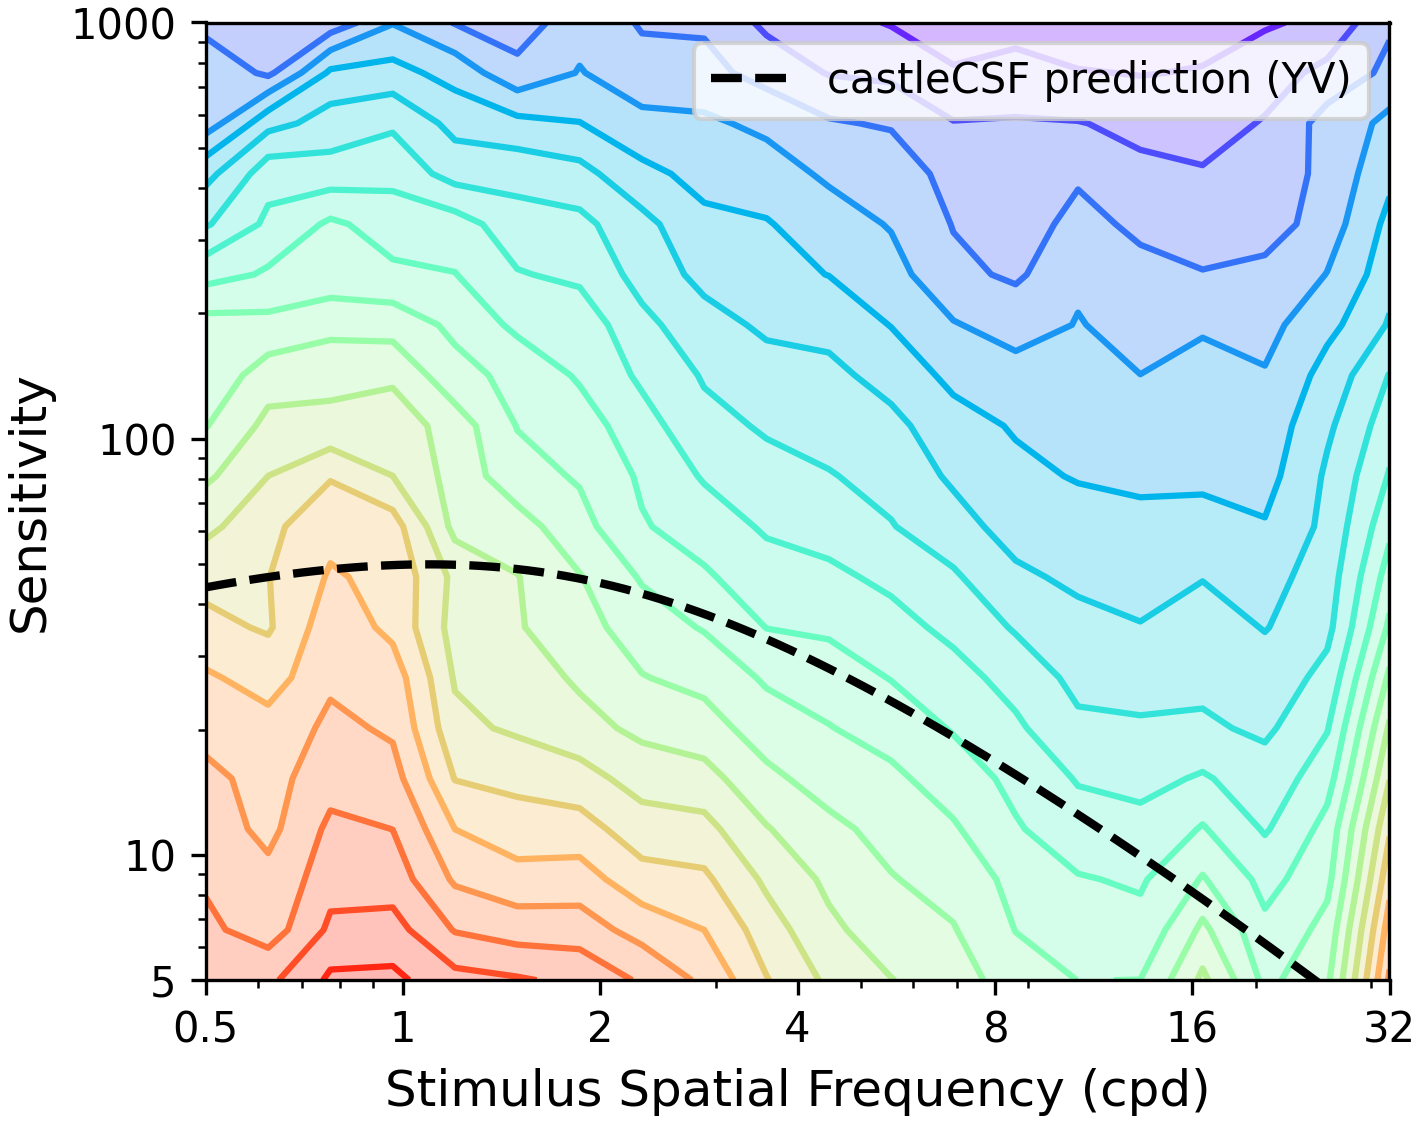 1000
castleCSF prediction (YV)
100
Sensitivity
10
5
0.5 1 2 4 8 16 32
Stimulus Spatial Frequency (cpd)